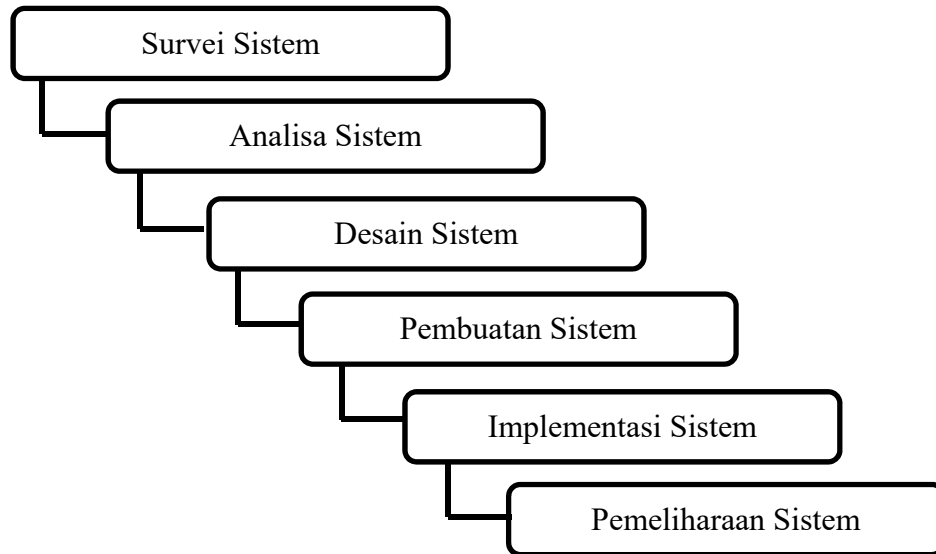 Survei Sistem
Analisa Sistem
Desain Sistem
Pembuatan Sistem
Implementasi Sistem
Pemeliharaan Sistem